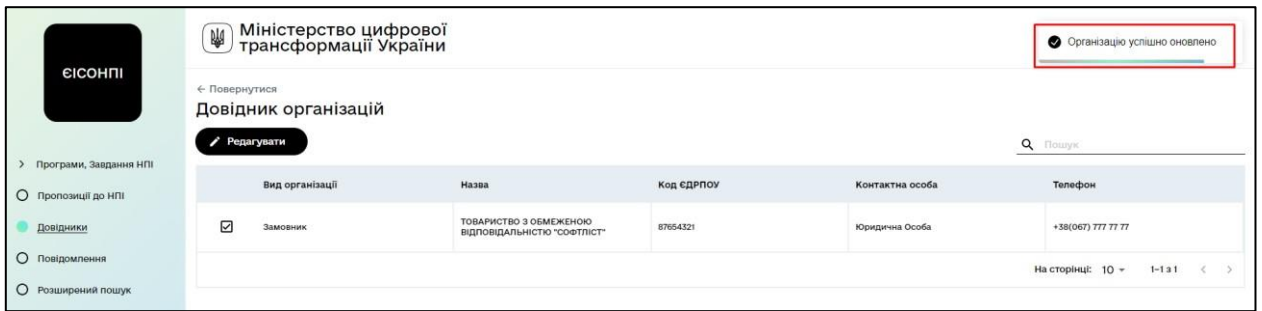 ЄІСОНПІ
Міністерство цифрової
трансформації України
Організацію успішно оновлено
← Повернутися
Довідник організацій
Редагувати
Пошук
> Програми, Завдання НПІ
Пропозиції до НПІ
Довідники
Повідомлення
Розширений пошук
Вид організації Назва Код ЄДРПОУ Контактна особа Телефон
Замовник ТОВАРИСТВО З ОБМЕЖЕНОЮ ВІДПОВІДАЛЬНІСТЮ "СОФТЛІСТ" 87654321 Юридична Особа +38(067) 777 77 77
На сторінці: 10 1-1 з 1 < >